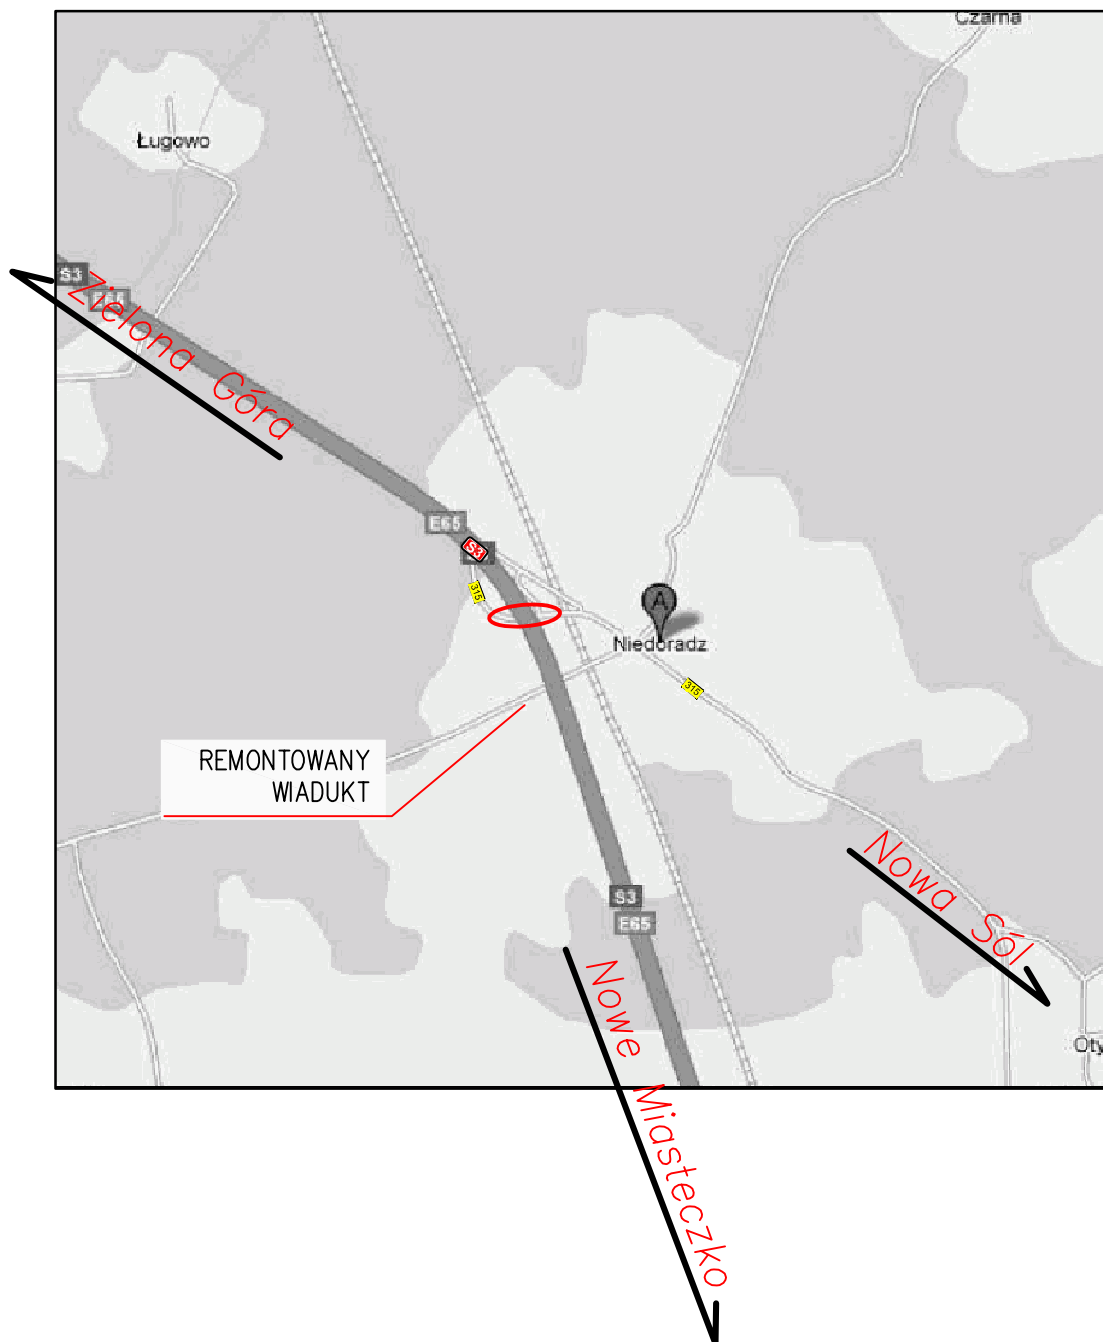 Czarna
Ługowo
S3
E65
Zielona Góra
E65
S3
315
A
Niedoradz
315
REMONTOWANY
WIADUKT
Nowa Sól
S3
E65
Nowe Miasteczko
Oty